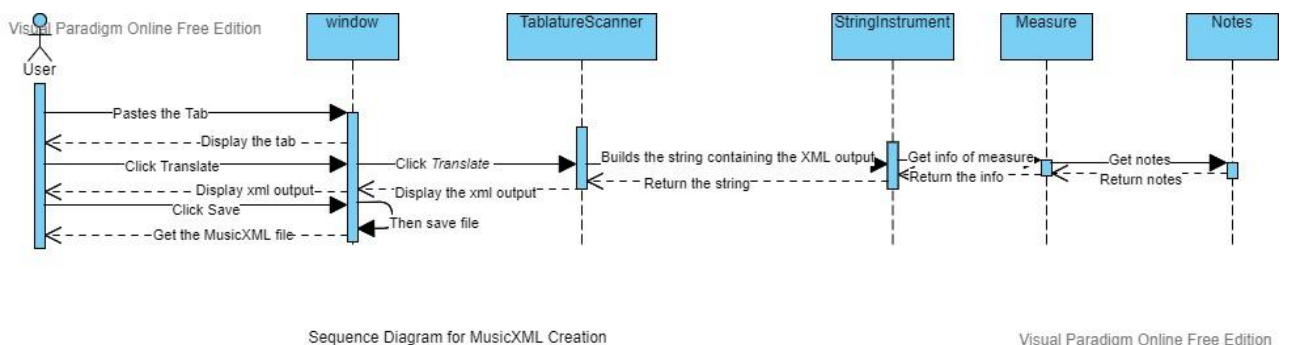 window
TablatureScanner
StringInstrument
Measure
Notes
Visual Paradigm Online Free Edition
User
Pastes the Tab
Display the tab
Click Translate
Click Translate
Builds the string containing the XML output
Get info of measure
Get notes
Display xml output
Display the xml output
Return the string
Return the info
Return notes
Click Save
Then save file
Get the MusicXML file
Sequence Diagram for MusicXML Creation
Visual Paradigm Online Free Edition